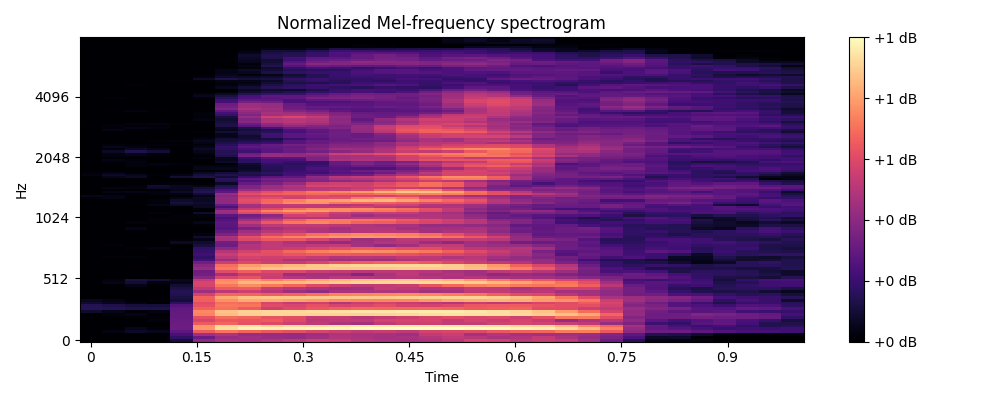 Normalized Mel-frequency spectrogram
Hz
4096
2048
1024
512
0
0 0.15 0.3 0.45 0.6 0.75 0.9
Time
+1 dB
+1 dB
+1 dB
+0 dB
+0 dB
+0 dB